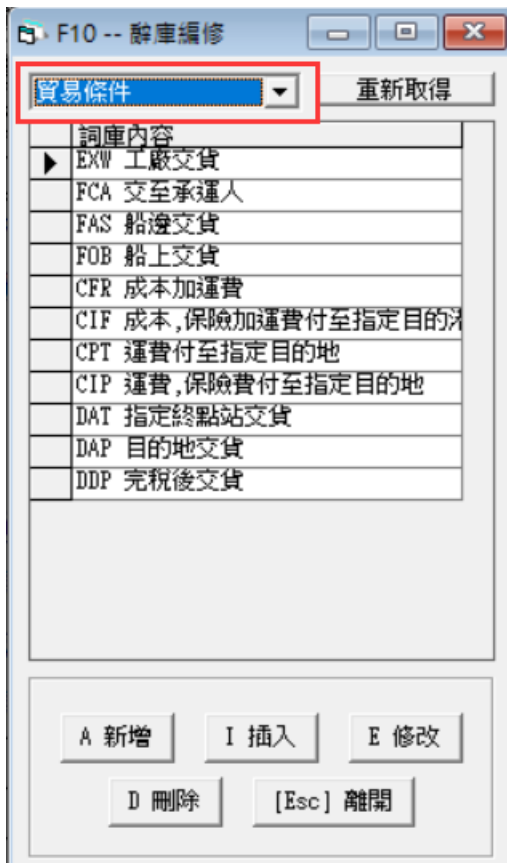 F10 -- 辭庫編修
貿易條件
重新取得
詞庫內容
EXW 工廠交貨
FCA 交至承運人
FAS 船邊交貨
FOB 船上交貨
CFR 成本加運費
CIF 成本,保險加運費付至指定目的港
CPT 運費付至指定目的地
CIP 運費,保險費付至指定目的地
DAT 指定終點站交貨
DAP 目的地交貨
DDP 完稅後交貨
A 新增
I 插入
E 修改
D 刪除
[Esc] 離開